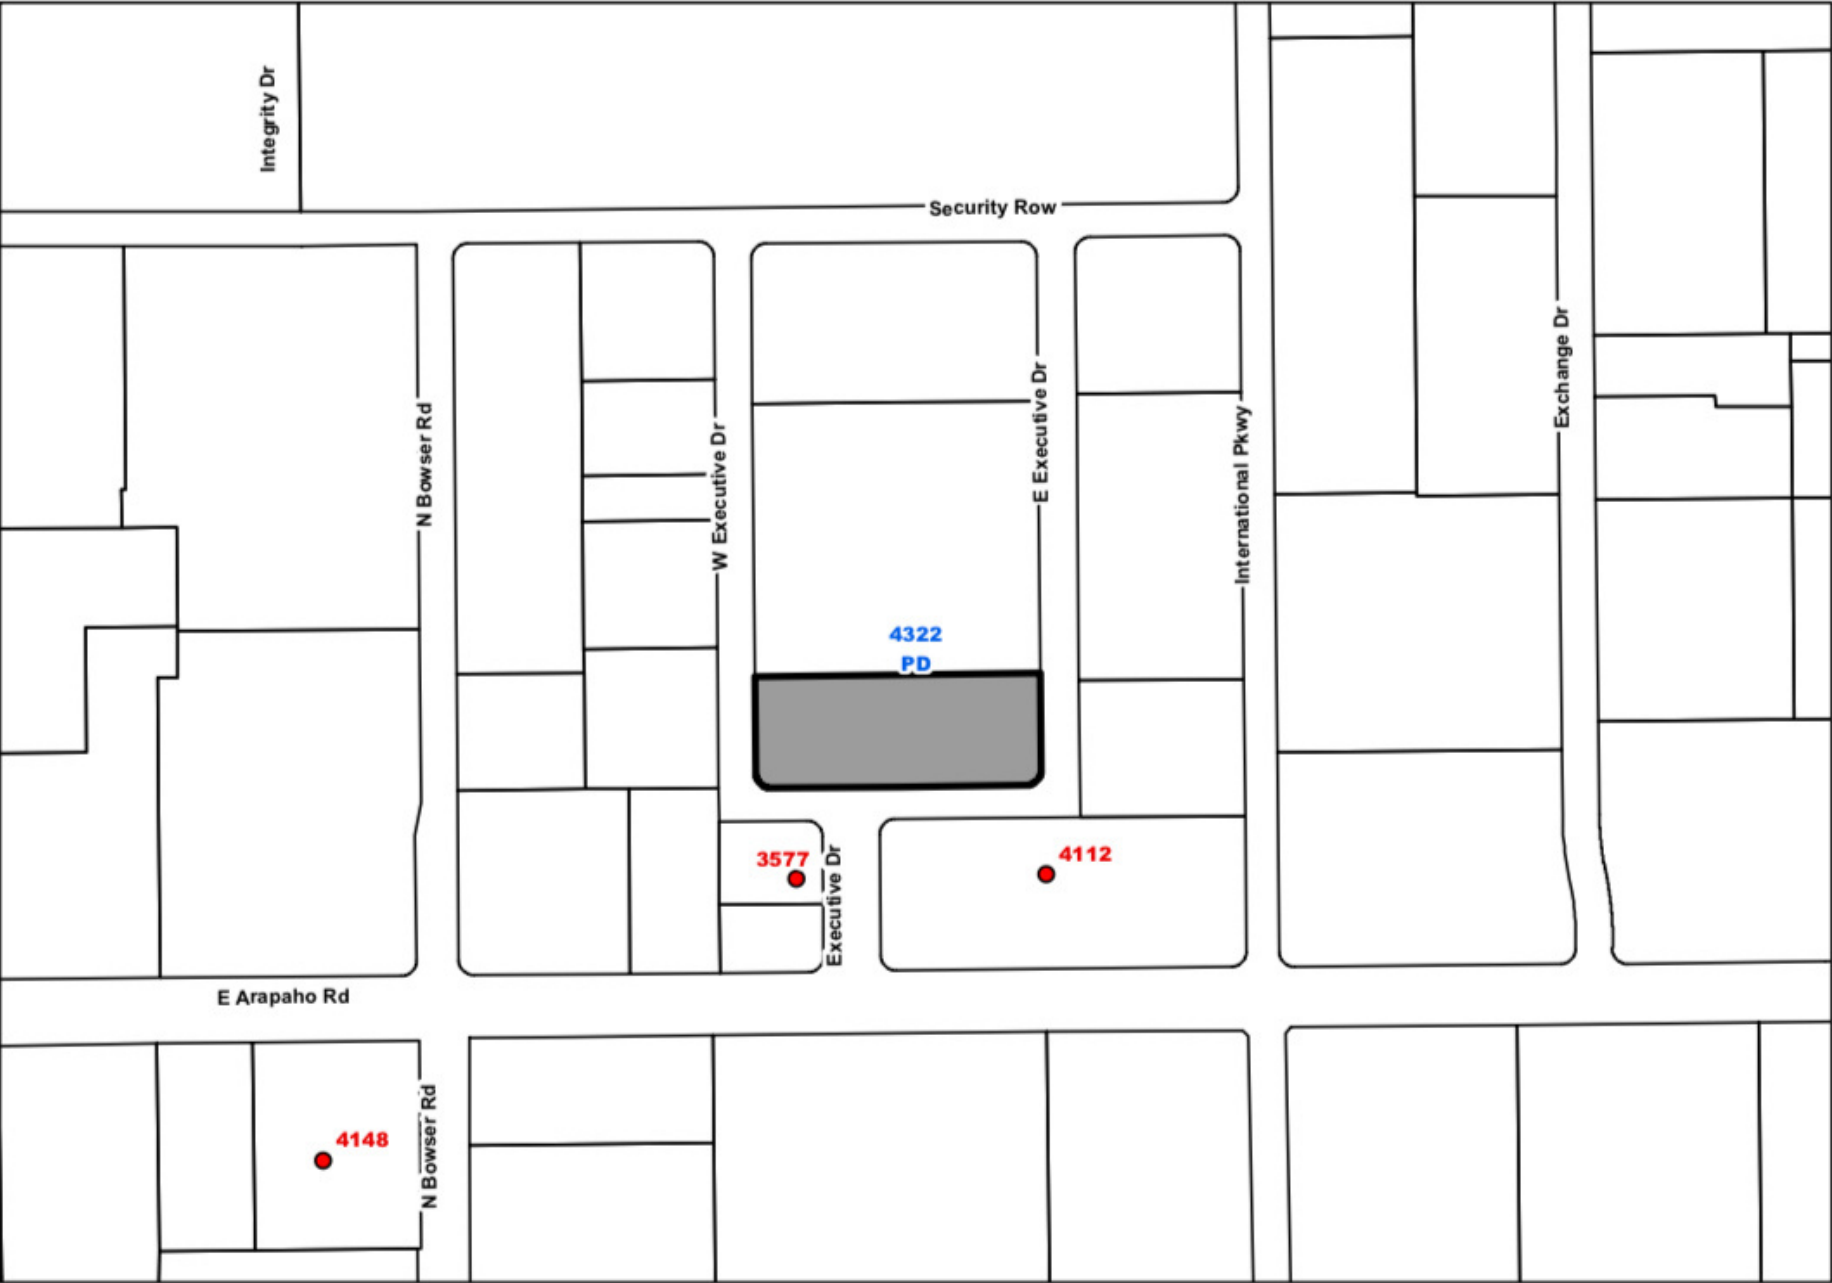 Integrity Dr
Security Row
N Bowser Rd
W Executive Dr
E Executive Dr
International Pkwy
Exchange Dr
4322
PD
3577
Executive Dr
4112
E Arapaho Rd
4148
N Bowser Rd